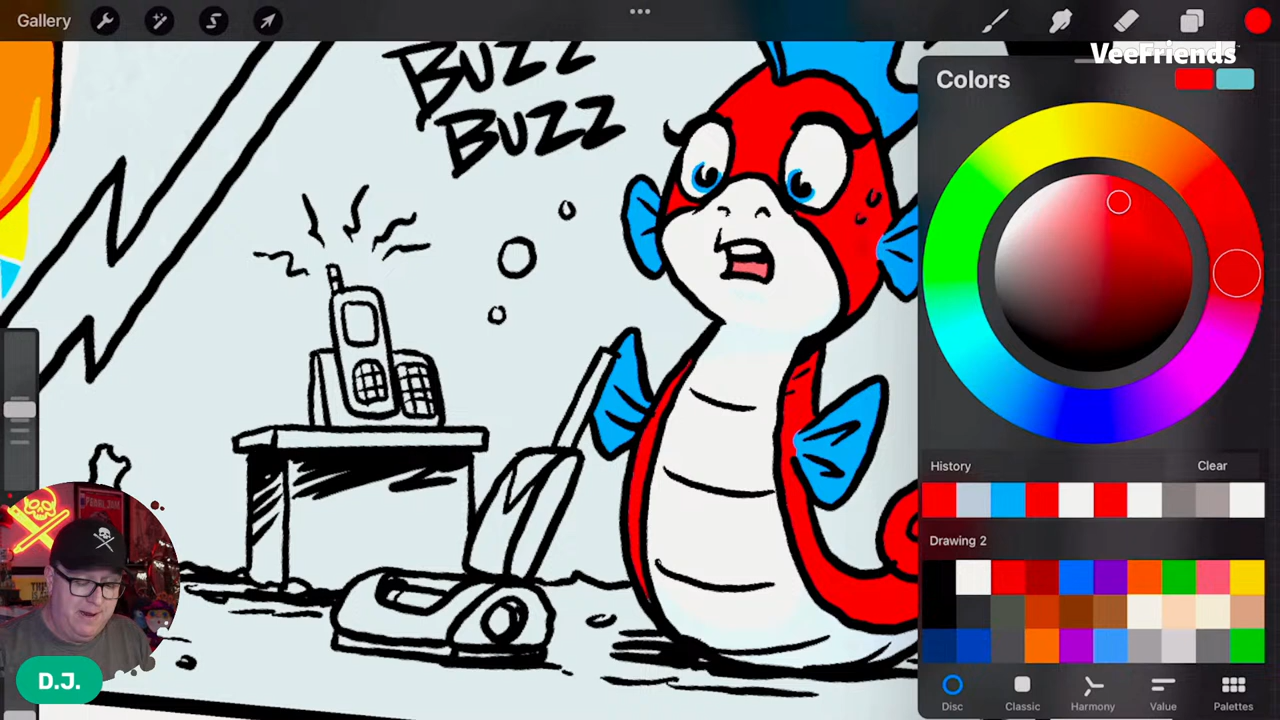 Gallery
VeeFriends
Colors
BUZZ
BUZZ
History
Clear
Drawing 2
D.J.
Disc
Classic
Harmony
Value
Palettes